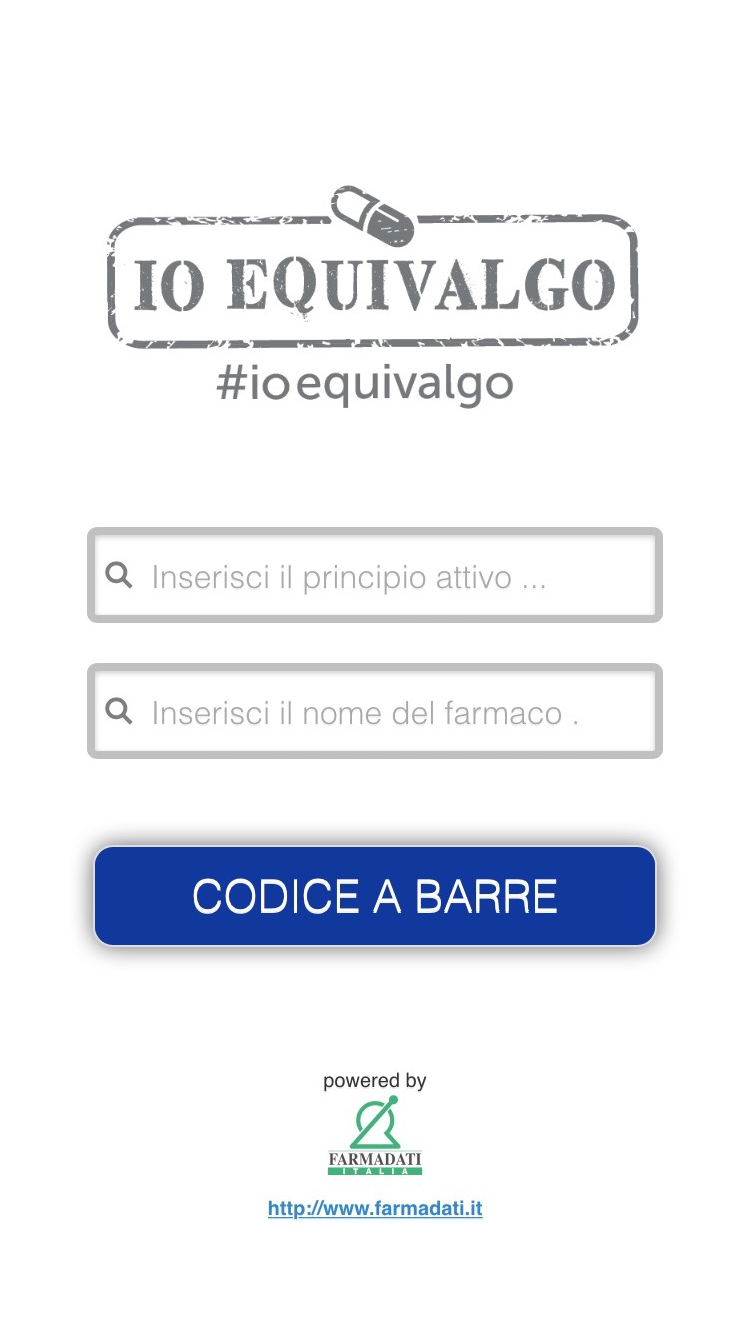 IO EQUIVALGO
#ioequivalgo
Inserisci il principio attivo ...
Inserisci il nome del farmaco .
CODICE A BARRE
powered by
FARMADATI
ITALIA
http://www.farmadati.it